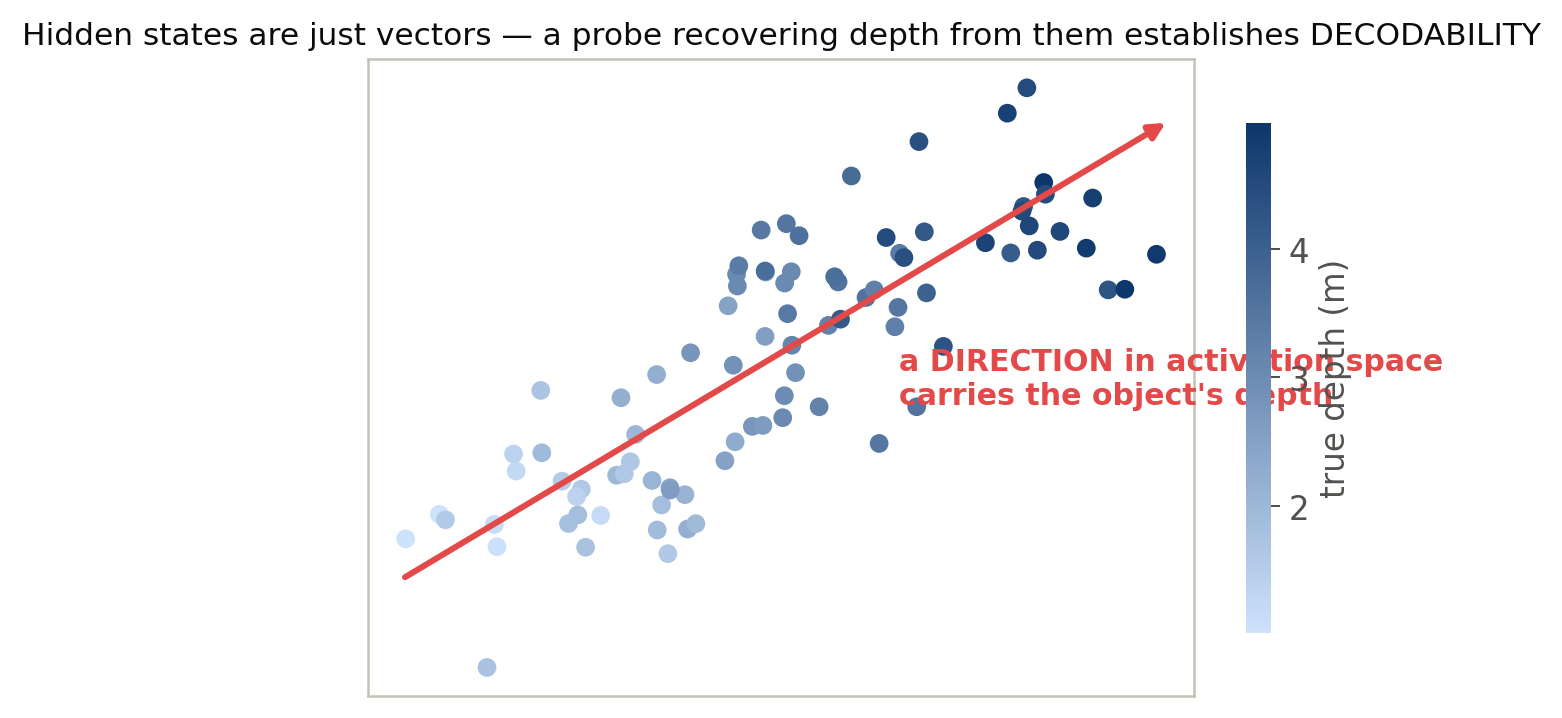 Hidden states are just vectors — a probe recovering depth from them establishes DECODABILITY
a DIRECTION in activation space
carries the object's depth
4
3
2
true depth (m)